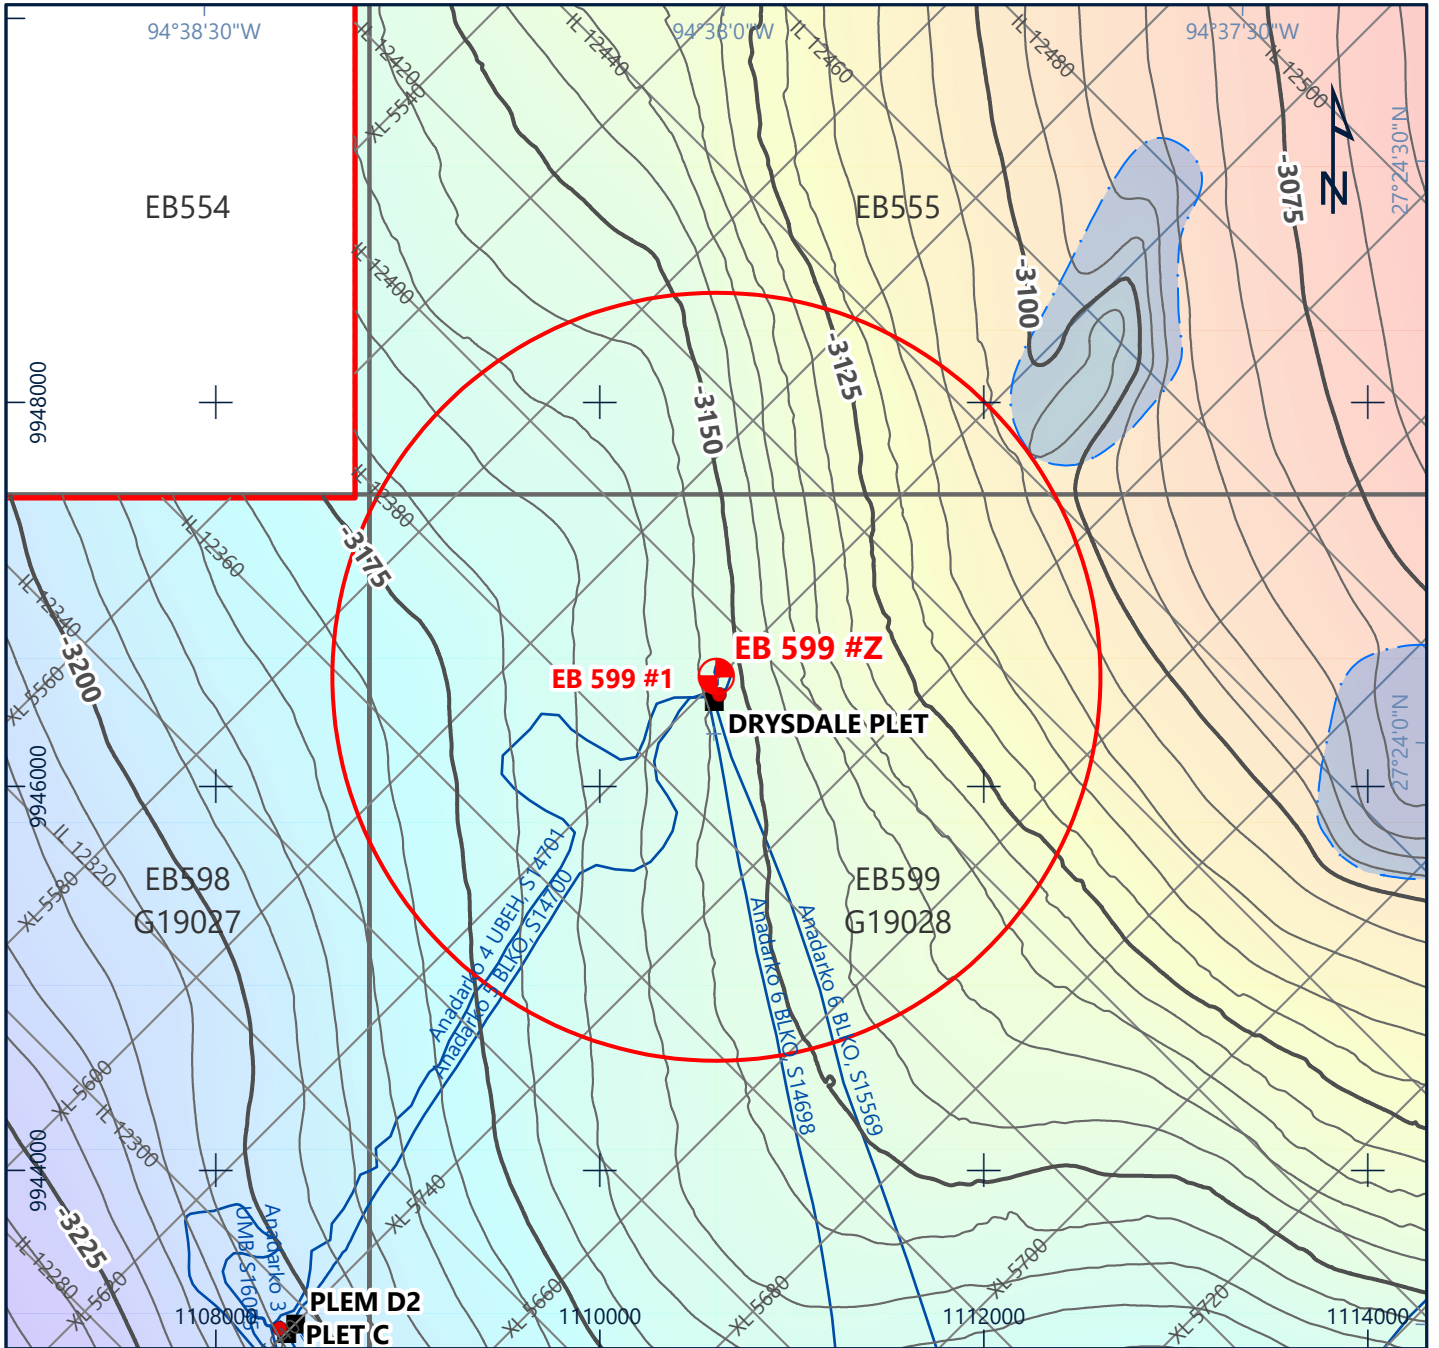 94°38'30"W
94°38'0"W
94°37'30"W
IL 12420
IL 12440
IL 12460
IL 12480
IL 12500
XL 5540
27°24'30"N
N
EB554
EB555
-3075
IL 12400
-3100
-3125
9948000
-3150
IL 12380
IL 12360
-3175
IL 12340
-3200
XL 5560
EB 599 #Z
EB 599 #1
DRYSDALE PLET
27°24'0"N
9946000
IL 12320
XL 5580
EB598
G19027
EB599
G19028
Anadarko 4 UBEH, S14701
Anadarko 5 BLKO, S14700
Anadarko 6 BLKO, S14698
Anadarko 6 BLKO, S15569
XL 5600
IL 12300
9944000
XL 5740
-3225
IL 12280
XL 5620
Anadarko 3
PLEM D2
PLET C
1108000
1110000
1112000
1114000
XL 5660
XL 5680
XL 5700
XL 5720